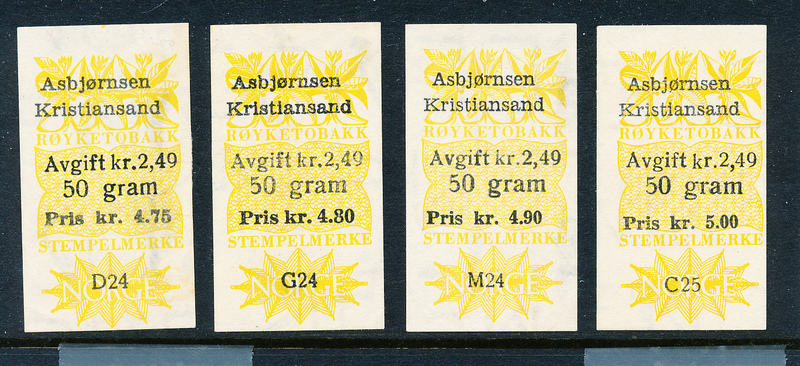 Asbjørnsen
Kristiansand
RØYKETOBAKK
Avgift kr.2,49
50 gram
Pris kr. 4.75
STEMPELMERKE
D24
NORGE
Asbjørnsen
Kristiansand
RØYKETOBAKK
Avgift kr.2,49
50 gram
Pris kr. 4.80
STEMPELMERKE
G24
NORGE
Asbjørnsen
Kristiansand
RØYKETOBAKK
Avgift kr.2,49
50 gram
Pris kr. 4.90
STEMPELMERKE
M24
NORGE
Asbjørnsen
Kristiansand
RØYKETOBAKK
Avgift kr.2,49
50 gram
Pris kr. 5.00
STEMPELMERKE
C25
NORGE